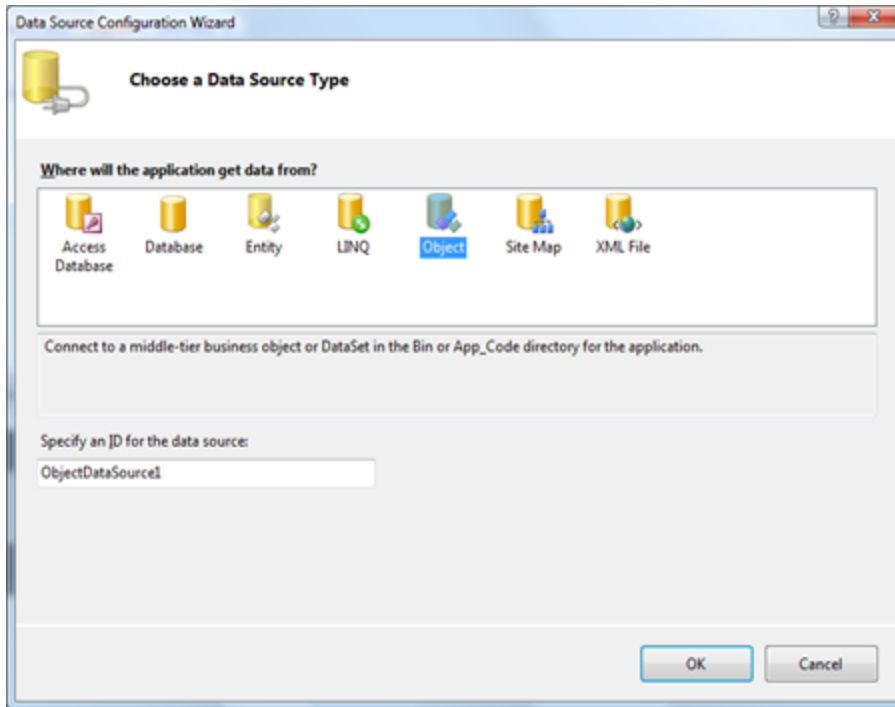 Data Source Configuration Wizard
Choose a Data Source Type
Where will the application get data from?
Access Database
Database
Entity
LINQ
Object
Site Map
XML File
Connect to a middle-tier business object or DataSet in the Bin or App_Code directory for the application.
Specify an ID for the data source:
ObjectDataSource1
OK
Cancel